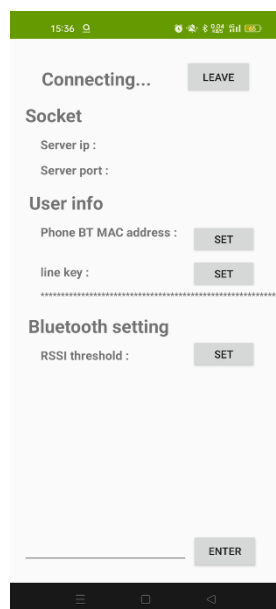 15:36
Connecting...
LEAVE
Socket
Server ip :
Server port :
User info
Phone BT MAC address :
SET
line key :
SET
************************************************************
Bluetooth setting
RSSI threshold :
SET
ENTER